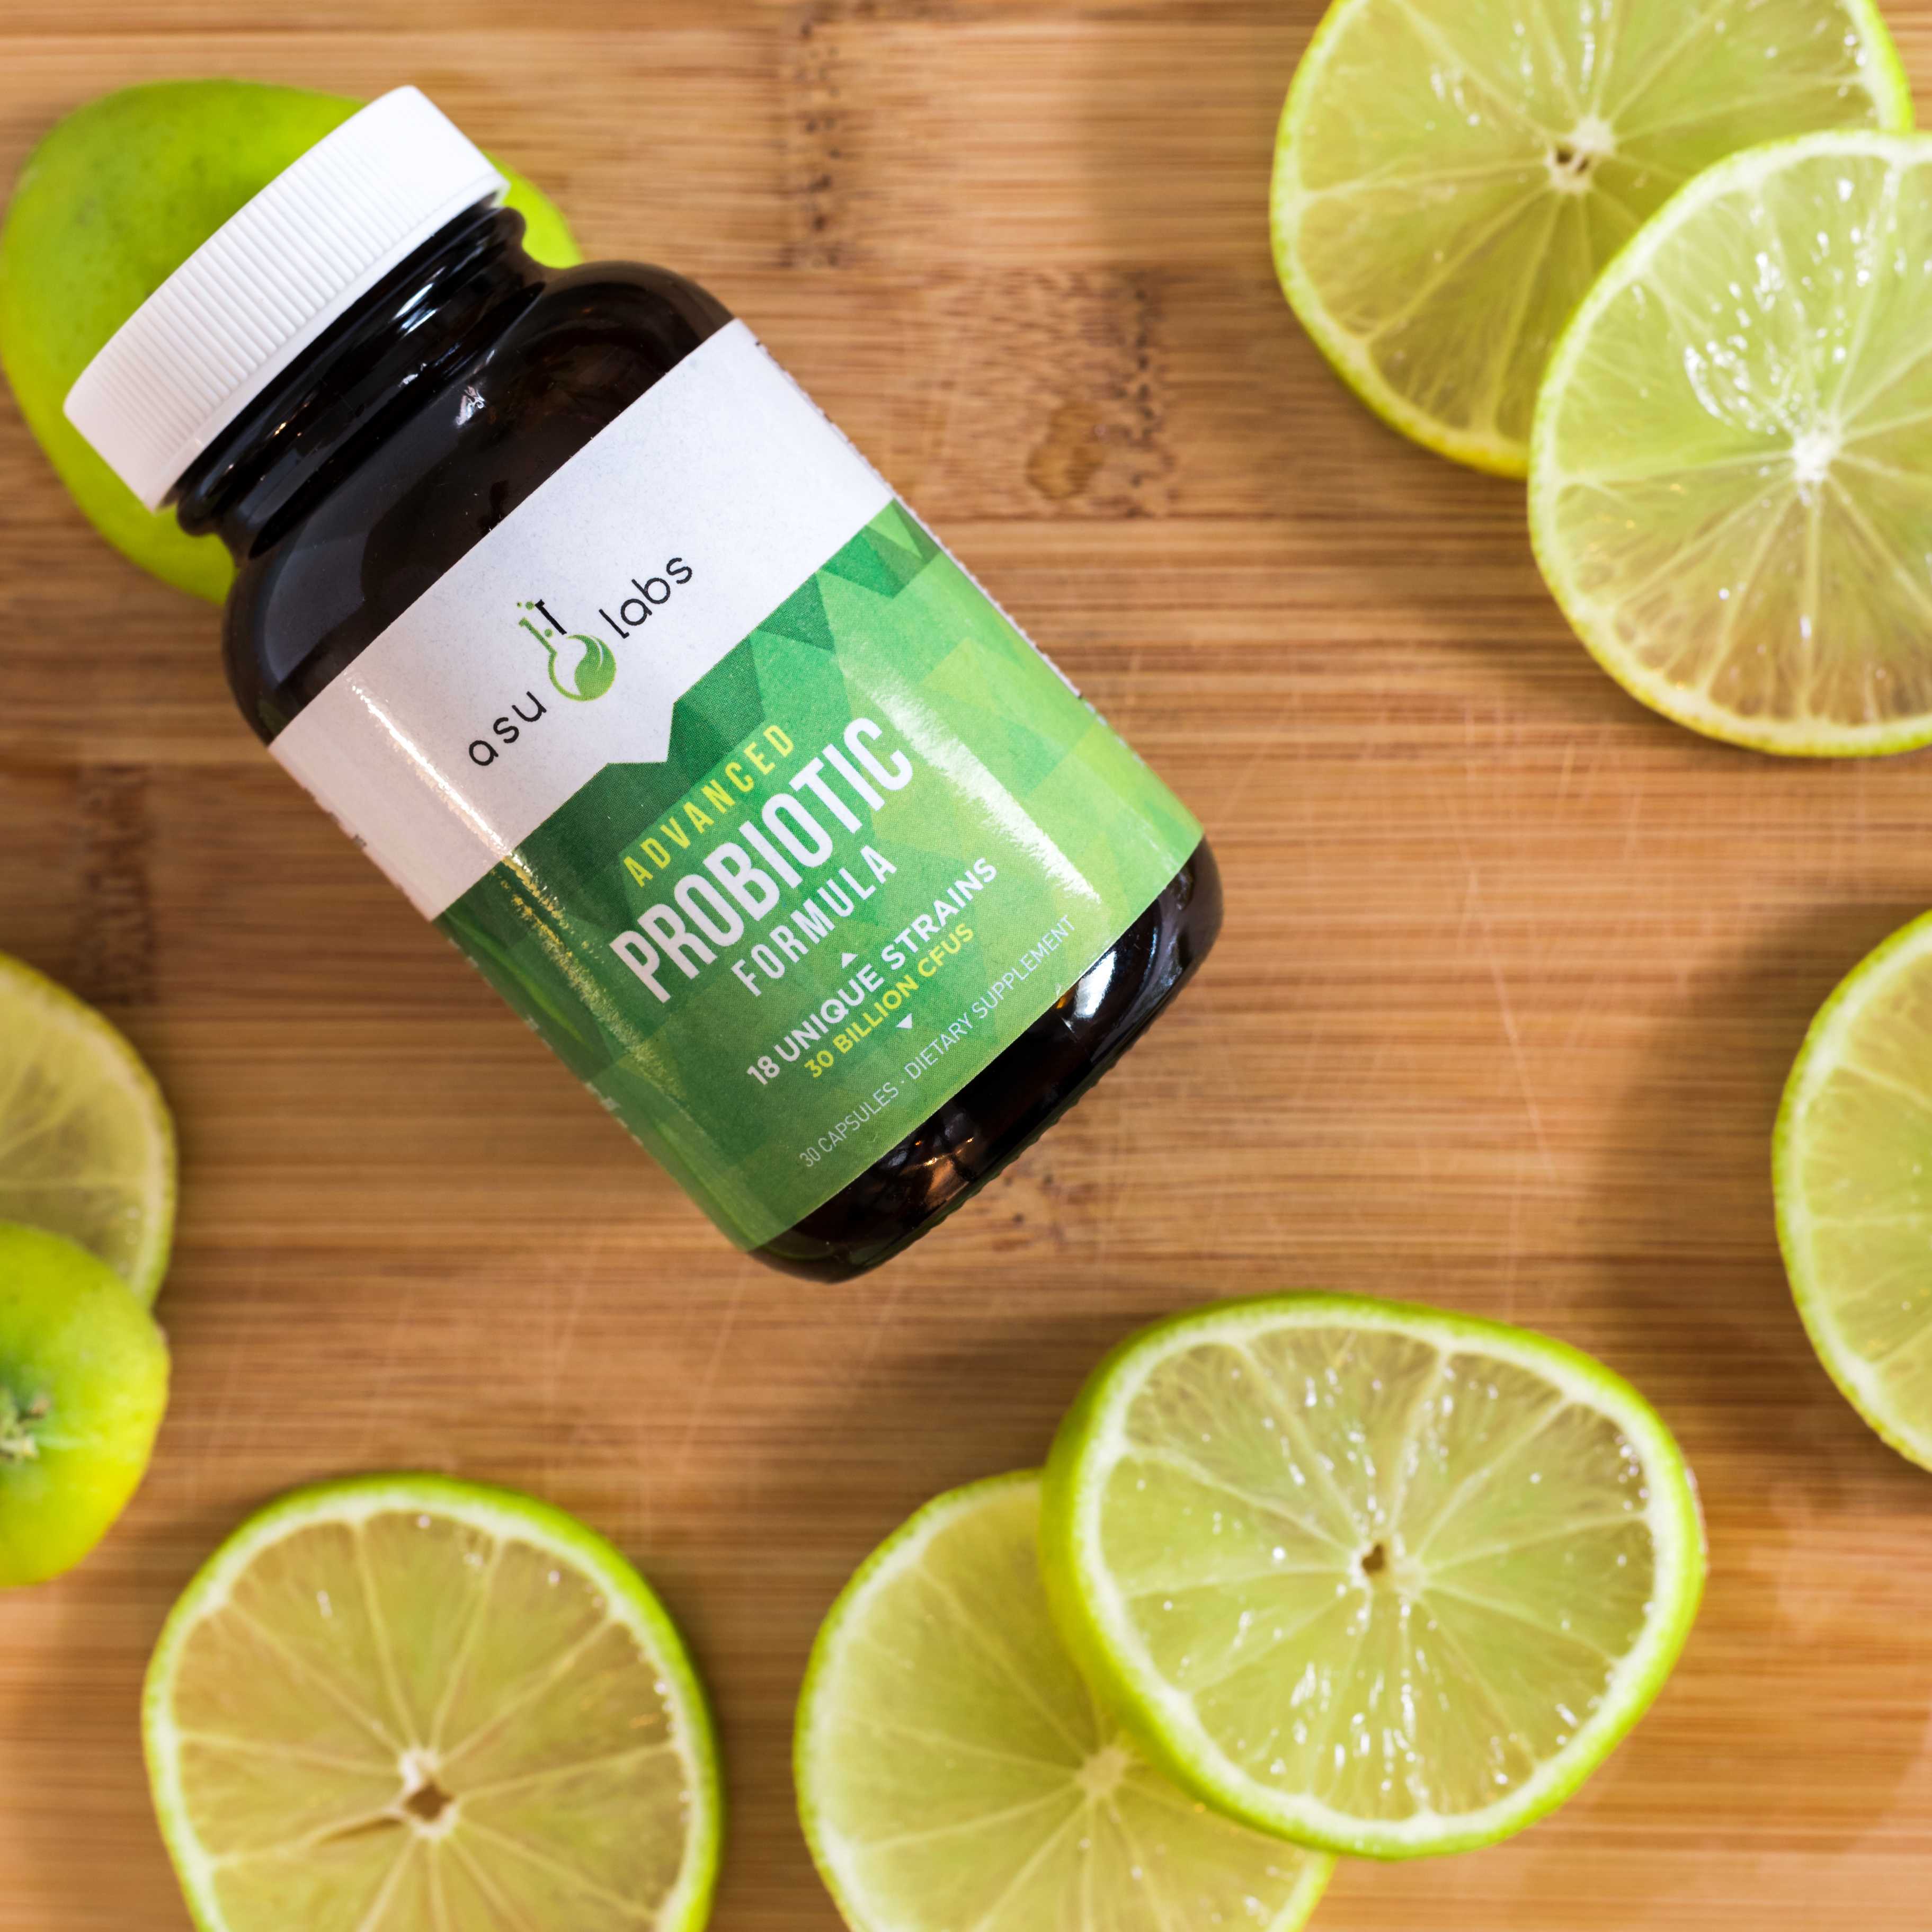 asu labs
ADVANCED
PROBIOTIC
FORMULA
18 UNIQUE STRAINS
30 BILLION CFUS
30 CAPSULES · DIETARY SUPPLEMENT